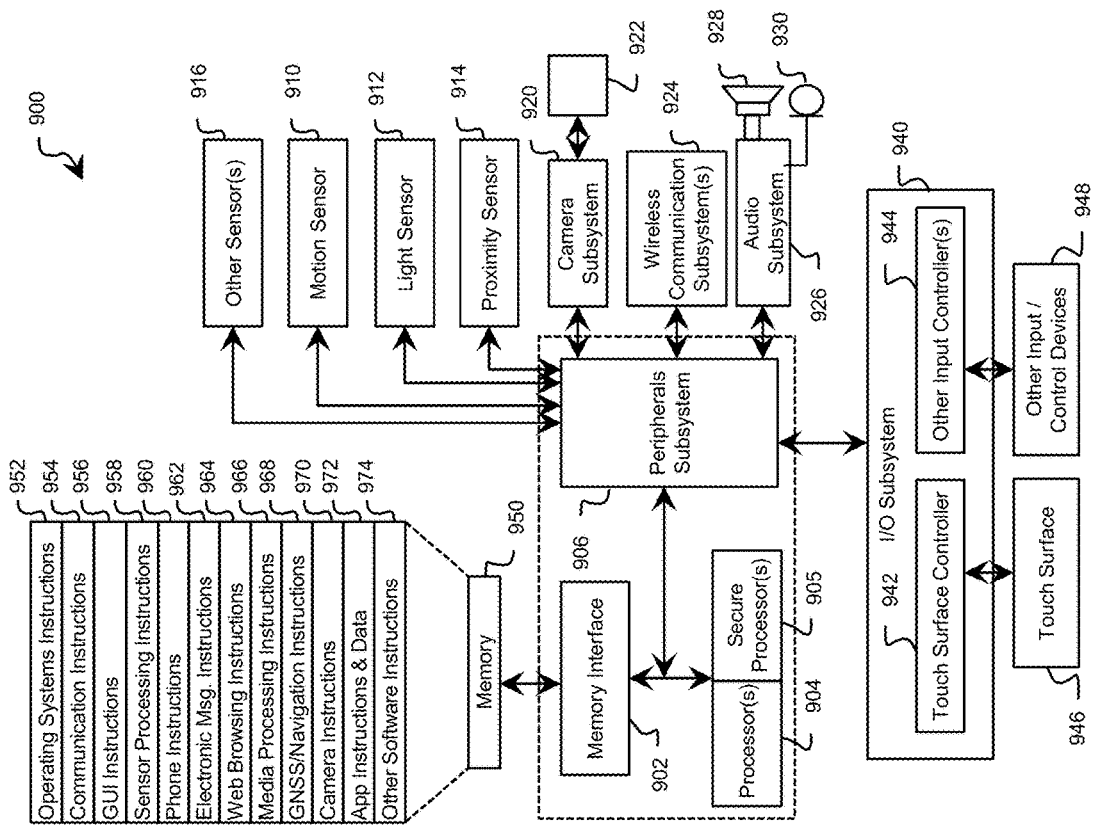 900
952
954
956
958
960
962
964
966
968
970
972
974
Operating Systems Instructions
Communication Instructions
GUI Instructions
Sensor Processing Instructions
Phone Instructions
Electronic Msg. Instructions
Web Browsing Instructions
Media Processing Instructions
GNSS/Navigation Instructions
Camera Instructions
App Instructions & Data
Other Software Instructions
950
Memory
916
Other Sensor(s)
910
Motion Sensor
912
Light Sensor
914
Proximity Sensor
920
922
Camera
Subsystem
924
Wireless
Communication
Subsystem(s)
928
930
Audio
Subsystem
926
906
Peripherals
Subsystem
Memory Interface
902
Processor(s)
904
Secure
Processor(s)
905
940
I/O Subsystem
942
Touch Surface Controller
944
Other Input Controller(s)
946
Touch Surface
948
Other Input /
Control Devices